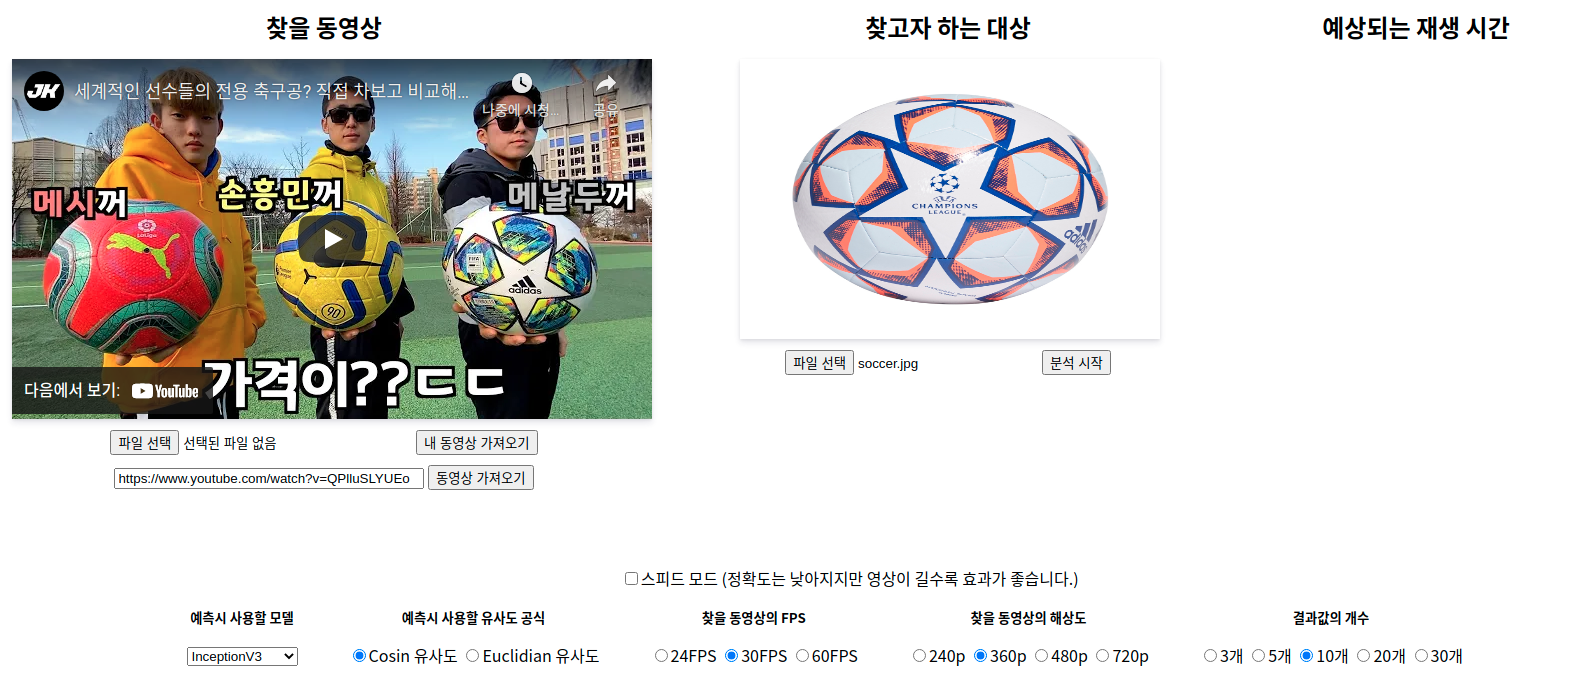 찾을 동영상
찾고자 하는 대상
예상되는 재생 시간
JK
세계적인 선수들의 전용 축구공? 직접 차보고 비교해...
나중에 시청...
공유
메시꺼
손흥민꺼
메날두꺼
LaLiga
90
adidas
가격이??ㄷㄷ
다음에서 보기: YouTube
CHAMPIONS
LEAGUE
adidas
파일 선택 soccer.jpg
분석 시작
파일 선택 선택된 파일 없음
내 동영상 가져오기
https://www.youtube.com/watch?v=QPlluSLYUEo
동영상 가져오기
스피드 모드 (정확도는 낮아지지만 영상이 길수록 효과가 좋습니다.)
예측시 사용할 모델
예측시 사용할 유사도 공식
찾을 동영상의 FPS
찾을 동영상의 해상도
결과값의 개수
InceptionV3
Cosin 유사도 Euclidian 유사도
24FPS 30FPS 60FPS
240p 360p 480p 720p
3개 5개 10개 20개 30개